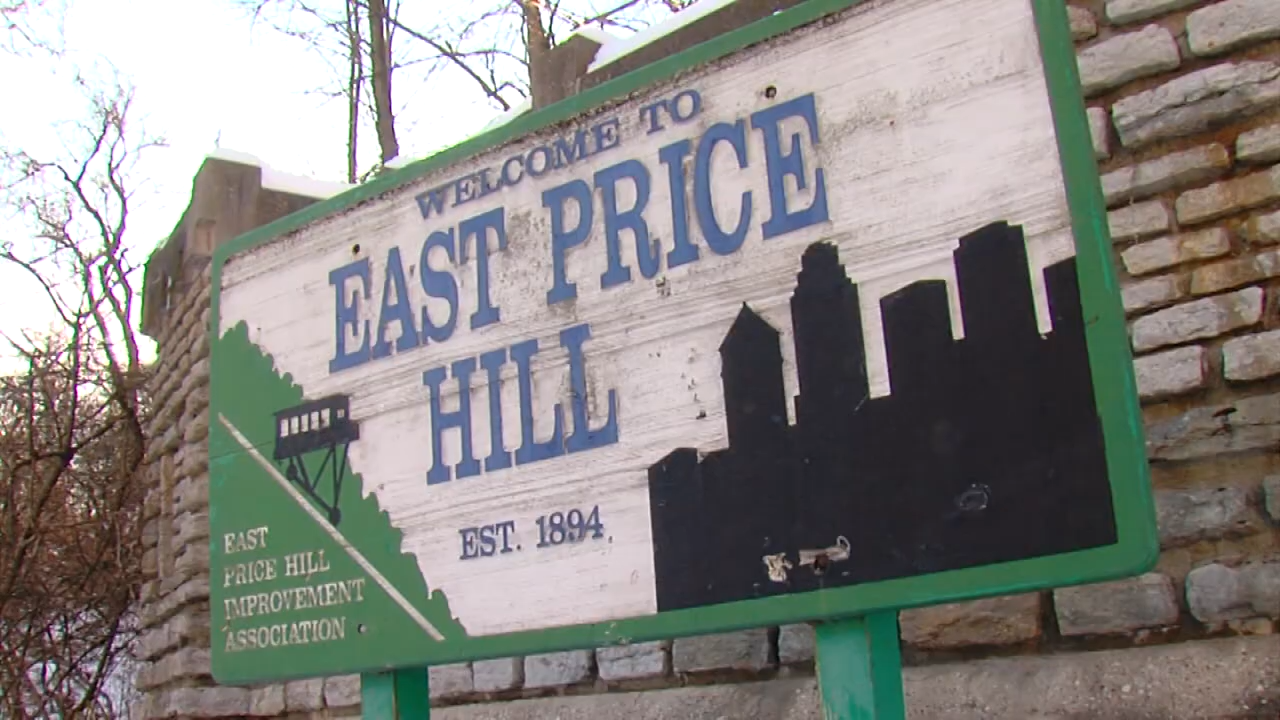 WELCOME TO
EAST PRICE
HILL
EST. 1894
EAST
PRICE HILL
IMPROVEMENT
ASSOCIATION